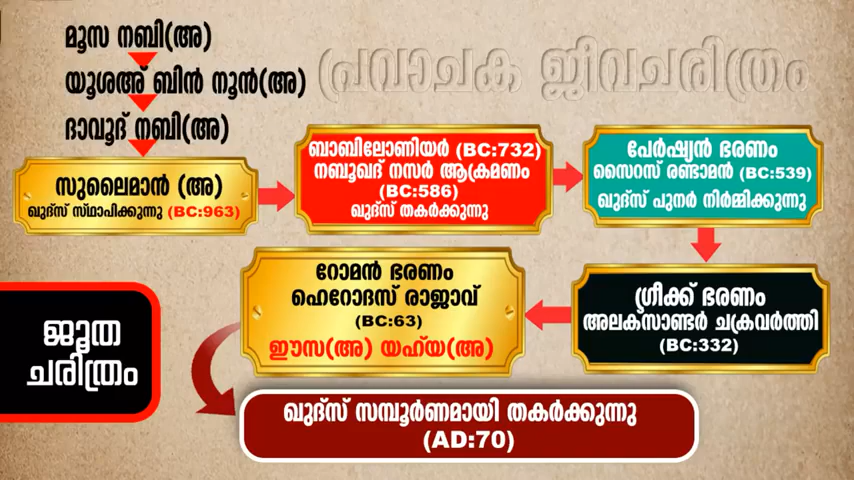 മൂസ നബി(അ)
യൂശഅ് ബിൻ നൂൻ(അ)
ദാവൂദ് നബി(അ)
പ്രവാചക ജീവചരിത്രം
സുലൈമാൻ (അ)
ഖുദ്സ് സ്ഥാപിക്കുന്നു (BC:963)
ബാബിലോണിയർ (BC:732)
നബൂഖദ് നസർ ആക്രമണം
(BC:586)
ഖുദ്സ് തകർക്കുന്നു
പേർഷ്യൻ ഭരണം
സൈറസ് രണ്ടാമൻ (BC:539)
ഖുദ്സ് പുനർ നിർമ്മിക്കുന്നു
ഗ്രീക്ക് ഭരണം
അലക്സാണ്ടർ ചക്രവർത്തി
(BC:332)
റോമൻ ഭരണം
ഹെറോദസ് രാജാവ്
(BC:63)
ഈസ(അ) യഹ്‌യ(അ)
ഖുദ്സ് സമ്പൂർണമായി തകർക്കുന്നു
(AD:70)
ജൂത
ചരിത്രം